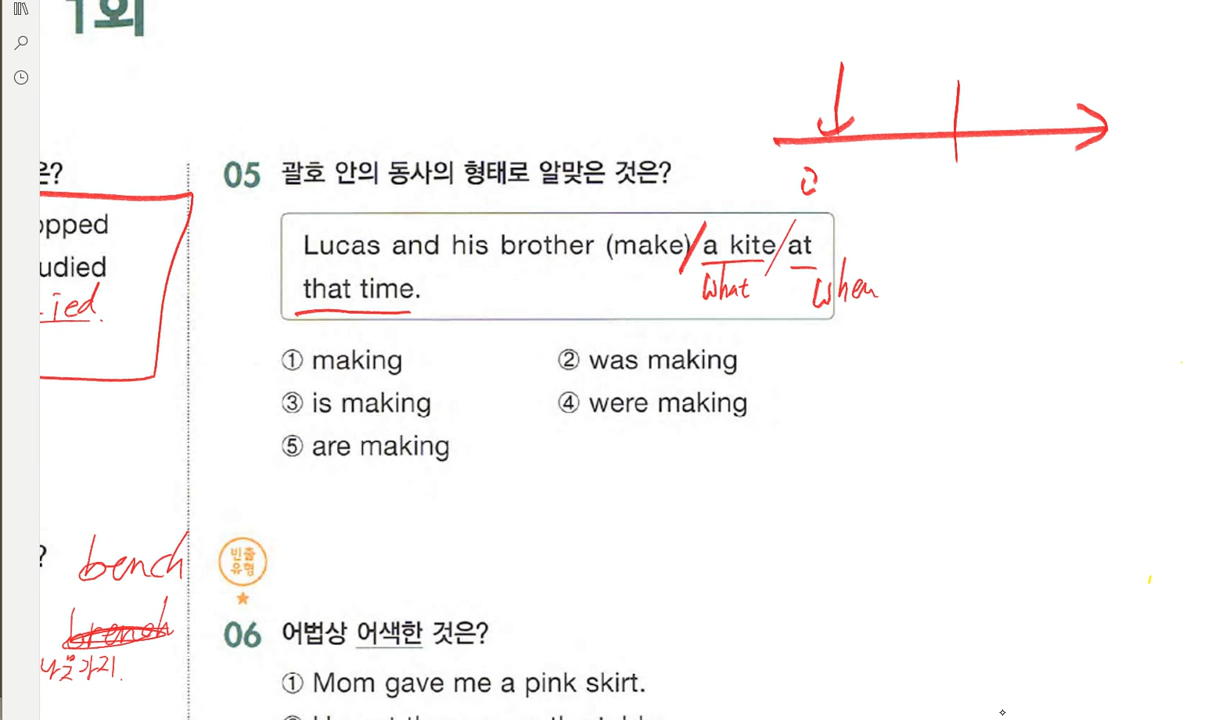 1회
은?
opped
udied
ied.
05 괄호 안의 동사의 형태로 알맞은 것은?
Lucas and his brother (make) / a kite / at
what
when
that time.
① making
② was making
③ is making
④ were making
⑤ are making
?
bench
나뭇가지.
빈출
유형
06 어법상 어색한 것은?
① Mom gave me a pink skirt.